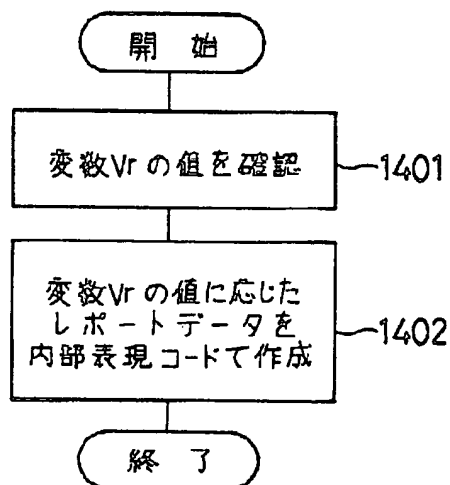 開始
変数Vrの値を確認
1401
変数Vrの値に応じた
レポートデータを
内部表現コードで作成
1402
終了